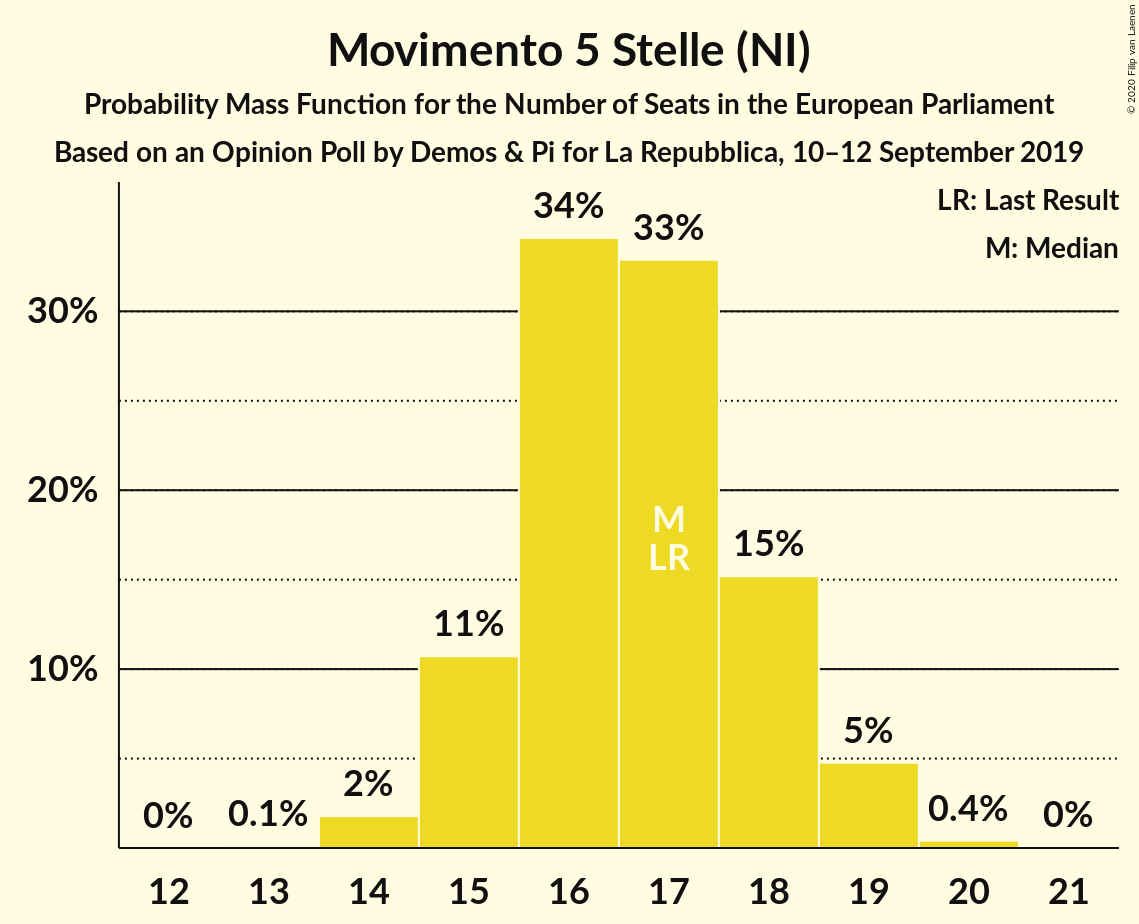 Movimento 5 Stelle (NI)
Probability Mass Function for the Number of Seats in the European Parliament
Based on an Opinion Poll by Demos & Pi for La Repubblica, 10–12 September 2019
© 2020 Filip van Laenen
LR: Last Result
M: Median
34%
33%
30%
20%
M
LR
15%
11%
10%
5%
2%
0%
0.1%
0.4%
0%
12 13 14 15 16 17 18 19 20 21